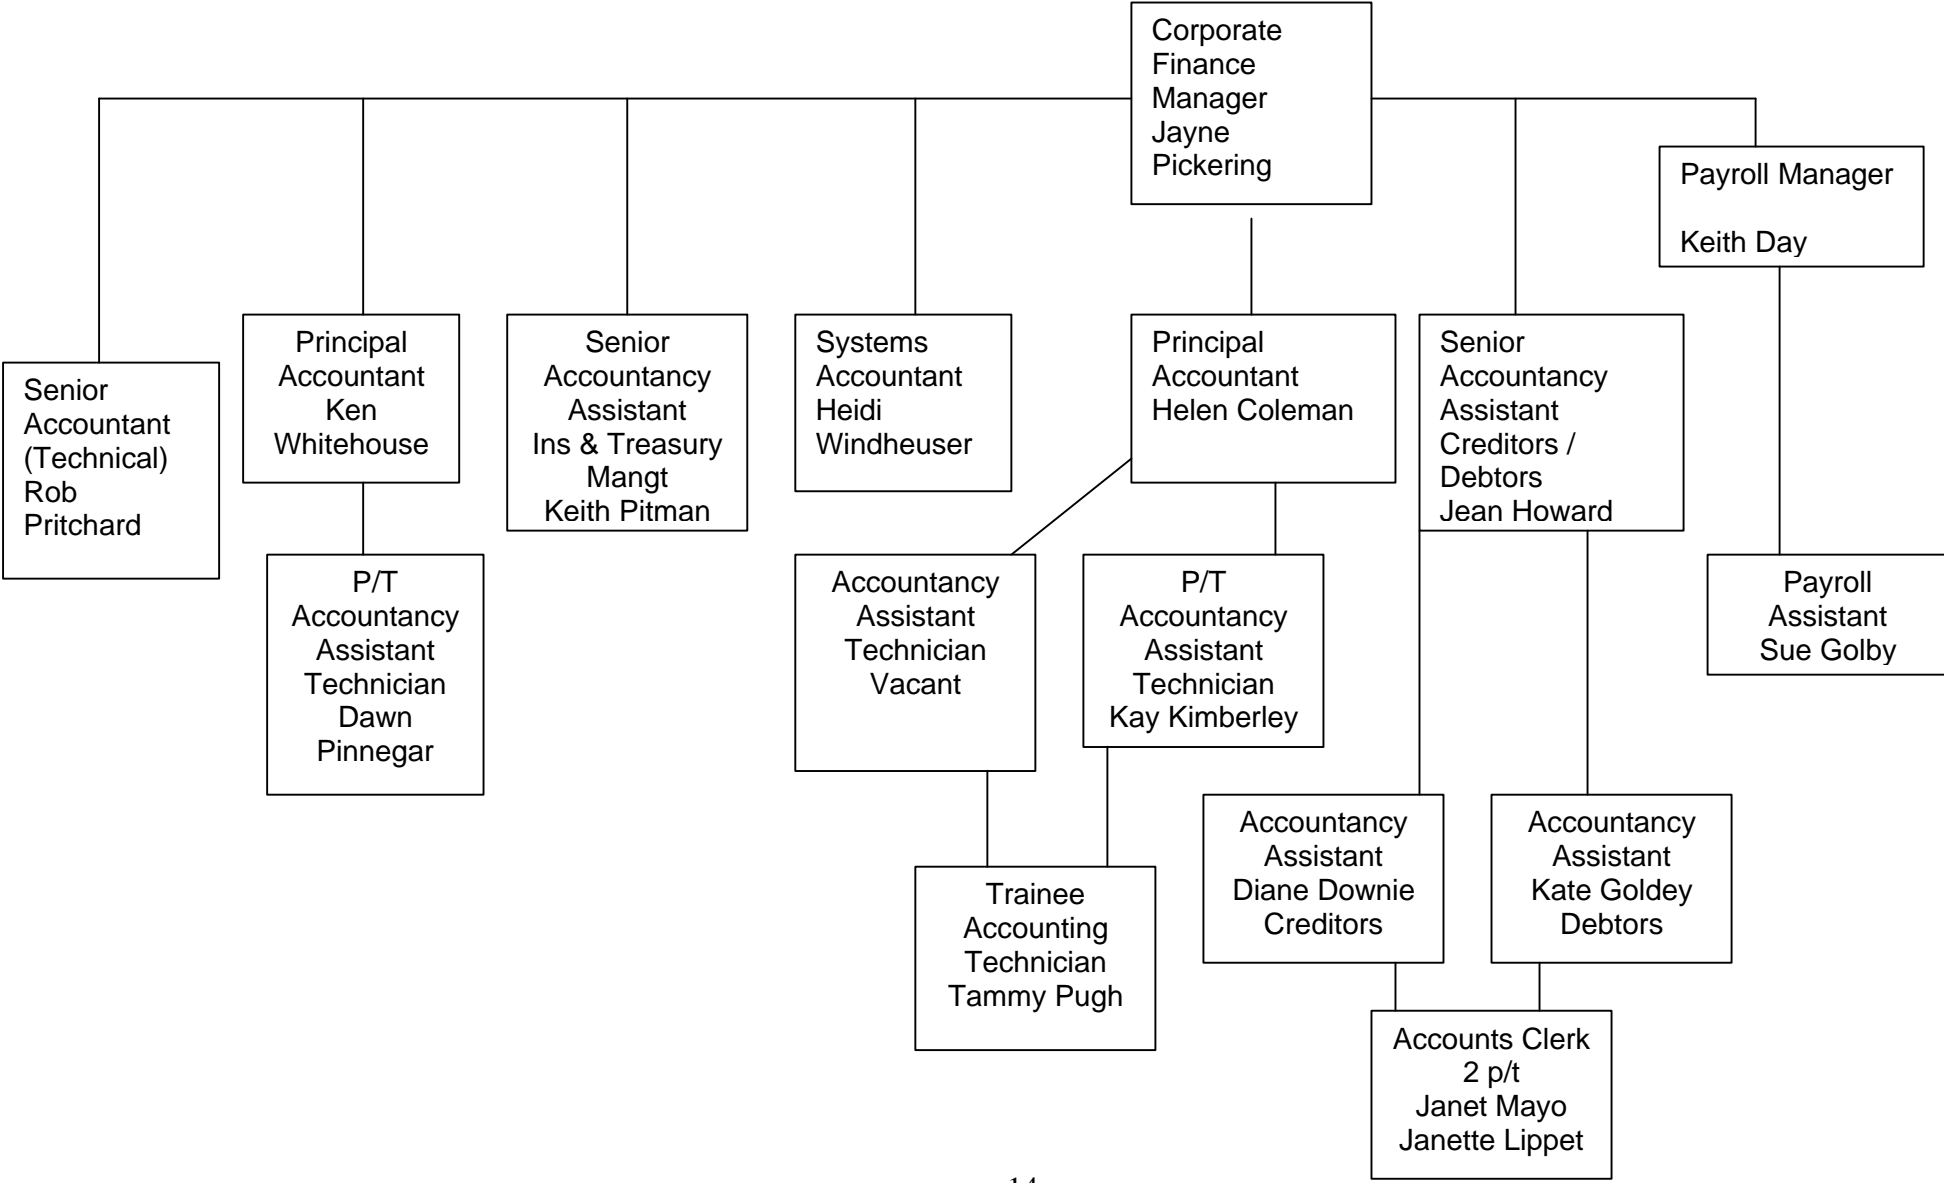 Corporate
Finance
Manager
Jayne
Pickering
Payroll Manager
Keith Day
Senior
Accountant
(Technical)
Rob
Pritchard
Principal
Accountant
Ken
Whitehouse
Senior
Accountancy
Assistant
Ins & Treasury
Mangt
Keith Pitman
Systems
Accountant
Heidi
Windheuser
Principal
Accountant
Helen Coleman
Senior
Accountancy
Assistant
Creditors /
Debtors
Jean Howard
P/T
Accountancy
Assistant
Technician
Dawn
Pinnegar
Accountancy
Assistant
Technician
Vacant
P/T
Accountancy
Assistant
Technician
Kay Kimberley
Payroll
Assistant
Sue Golby
Trainee
Accounting
Technician
Tammy Pugh
Accountancy
Assistant
Diane Downie
Creditors
Accountancy
Assistant
Kate Goldey
Debtors
Accounts Clerk
2 p/t
Janet Mayo
Janette Lippet
14